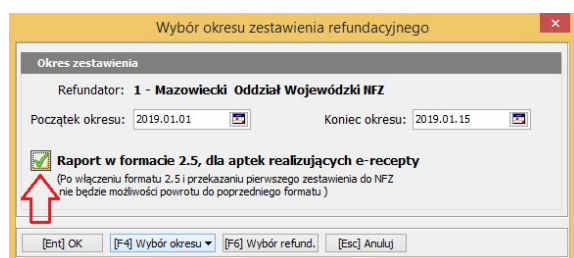 Wybór okresu zestawienia refundacyjnego
Okres zestawienia
Refundator: 1 - Mazowiecki Oddział Wojewódzki NFZ
Początek okresu: 2019.01.01 Koniec okresu: 2019.01.15
Raport w formacie 2.5, dla aptek realizujących e-recepty
(Po włączeniu formatu 2.5 i przekazaniu pierwszego zestawienia do NFZ
nie będzie możliwości powrotu do poprzedniego formatu )
[Ent] OK [F4] Wybór okresu [F6] Wybór refund. [Esc] Anuluj